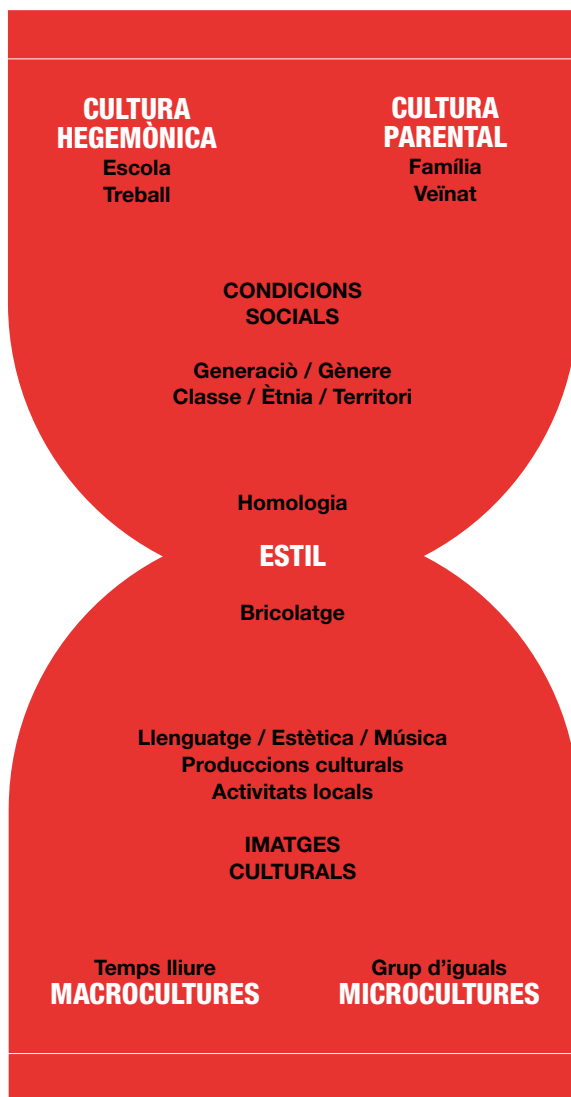 CULTURA
HEGEMÒNICA
Escola
Treball
CULTURA
PARENTAL
Família
Veïnat
CONDICIONS
SOCIALS
Generaciò / Gènere
Classe / Ètnia / Territori
Homologia
ESTIL
Bricolatge
Llenguatge / Estètica / Música
Produccions culturals
Activitats locals
IMATGES
CULTURALS
Temps lliure
MACROCULTURES
Grup d’iguals
MICROCULTURES